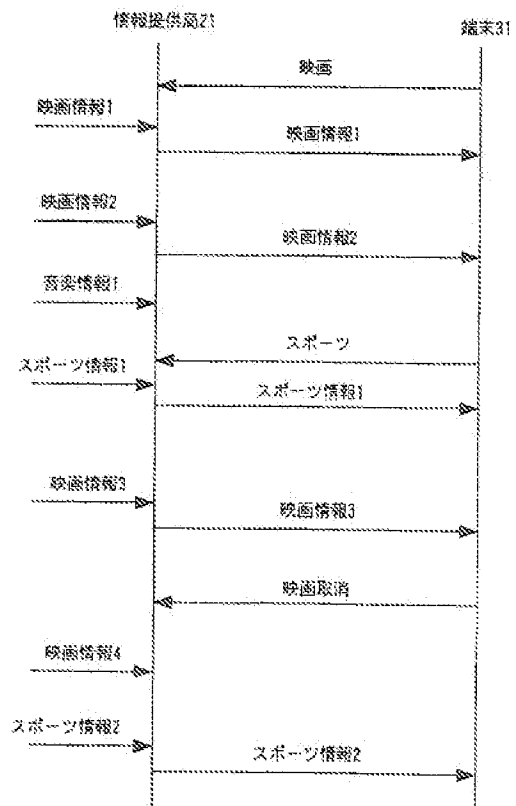 情報提供局21
端末31
映画
映画情報1
映画情報1
映画情報2
映画情報2
音楽情報1
スポーツ
スポーツ情報1
スポーツ情報1
映画情報3
映画情報3
映画取消
映画情報4
スポーツ情報2
スポーツ情報2